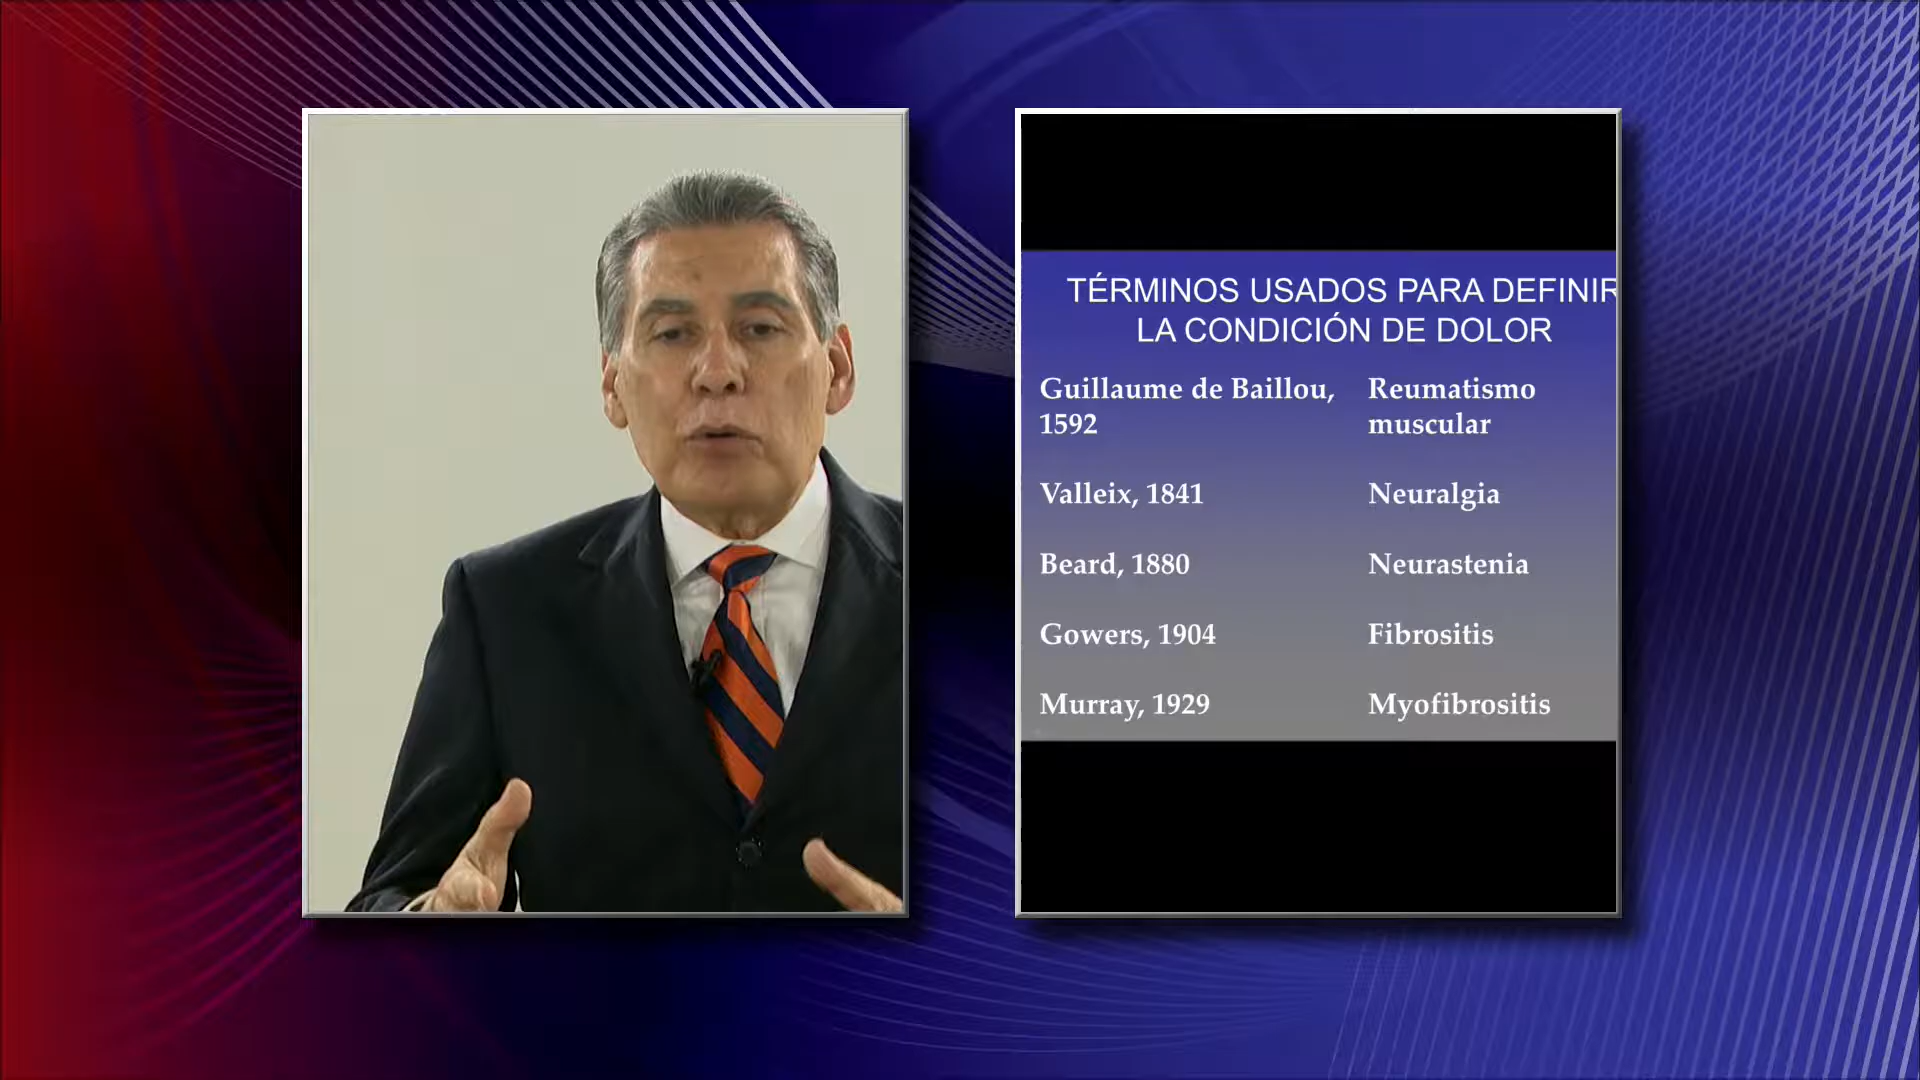 TÉRMINOS USADOS PARA DEFINIR
LA CONDICIÓN DE DOLOR
Guillaume de Baillou, Reumatismo
1592 muscular
Valleix, 1841 Neuralgia
Beard, 1880 Neurastenia
Gowers, 1904 Fibrositis
Murray, 1929 Myofibrositis